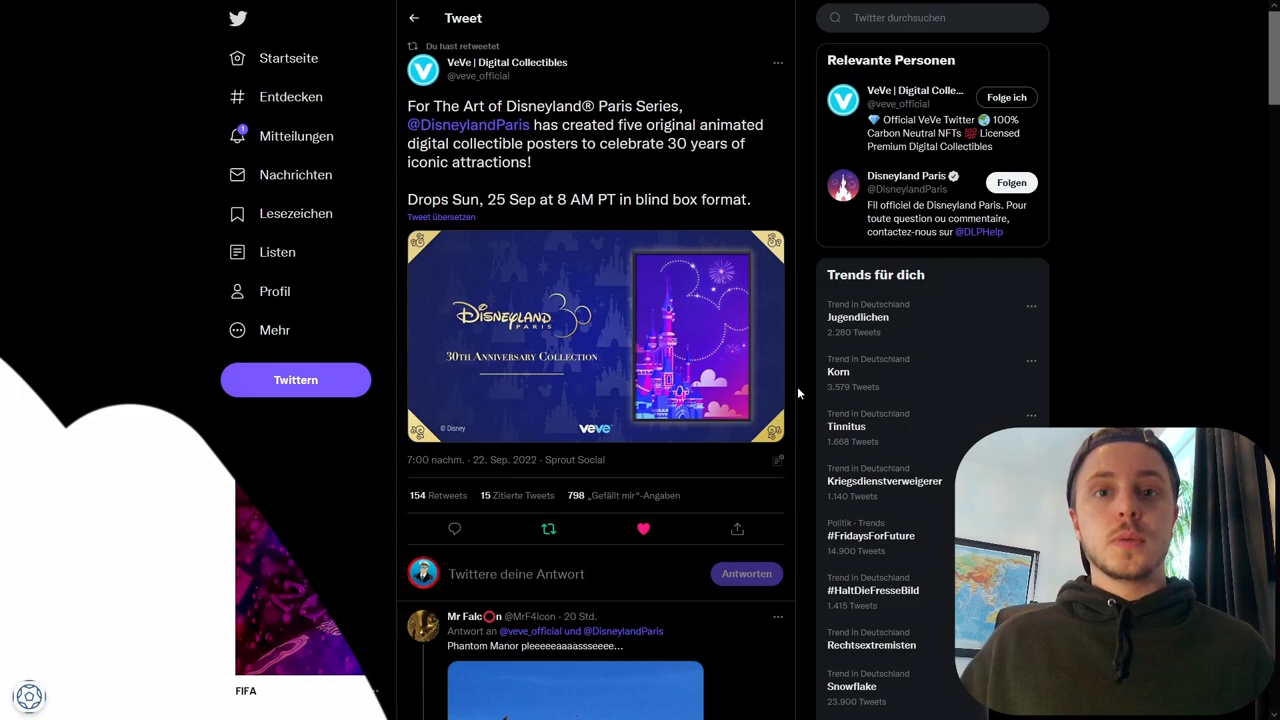 Startseite
Entdecken
1
Mitteilungen
Nachrichten
Lesezeichen
Listen
Profil
Mehr
Twittern
FIFA
Tweet
Du hast retweetet
VeVe | Digital Collectibles
@veve_official
For The Art of Disneyland® Paris Series,
@DisneylandParis has created five original animated
digital collectible posters to celebrate 30 years of
iconic attractions!
Drops Sun, 25 Sep at 8 AM PT in blind box format.
Tweet übersetzen
DISNEYLAND 30
PARIS
30TH ANNIVERSARY COLLECTION
© Disney
veve
7:00 nachm. · 22. Sep. 2022 · Sprout Social
154 Retweets 15 Zitierte Tweets 798 „Gefällt mir“-Angaben
Twittere deine Antwort
Antworten
Mr Falc⭕n @MrF4lcon · 20 Std.
Antwort an @veve_official und @DisneylandParis
Phantom Manor pleeeeeaaaassseeee...
Twitter durchsuchen
Relevante Personen
VeVe | Digital Colle...
@veve_official
Folge ich
💎 Official VeVe Twitter 🌏 100%
Carbon Neutral NFTs 💯 Licensed
Premium Digital Collectibles
Disneyland Paris
@DisneylandParis
Folgen
Fil officiel de Disneyland Paris. Pour
toute question ou commentaire,
contactez-nous sur @DLPHelp
Trends für dich
Trend in Deutschland
Jugendlichen
2.280 Tweets
Trend in Deutschland
Korn
3.579 Tweets
Trend in Deutschland
Tinnitus
1.668 Tweets
Trend in Deutschland
Kriegsdienstverweigerer
1.140 Tweets
Politik · Trends
#FridaysForFuture
14.900 Tweets
Trend in Deutschland
#HaltDieFresseBild
1.415 Tweets
Trend in Deutschland
Rechtsextremisten
Trend in Deutschland
Snowflake
23.900 Tweets